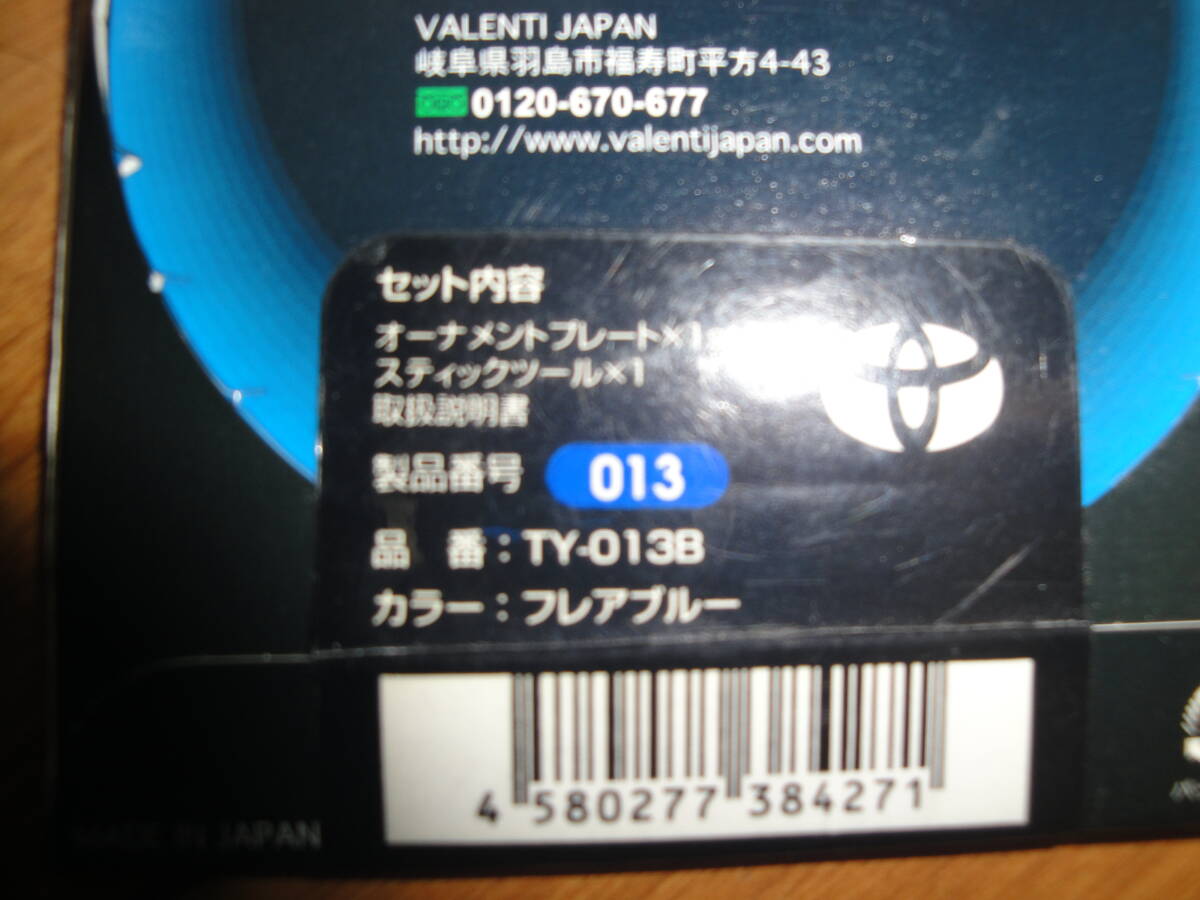 VALENTI JAPAN
岐阜県羽島市福寿町平方4-43
0120-670-677
http://www.valentijapan.com
セット内容
オーナメントプレート×1
スティックツール×1
取扱説明書
製品番号 013
品 番：TY-013B
カラー：フレアブルー
4 580277 384271
MADE IN JAPAN